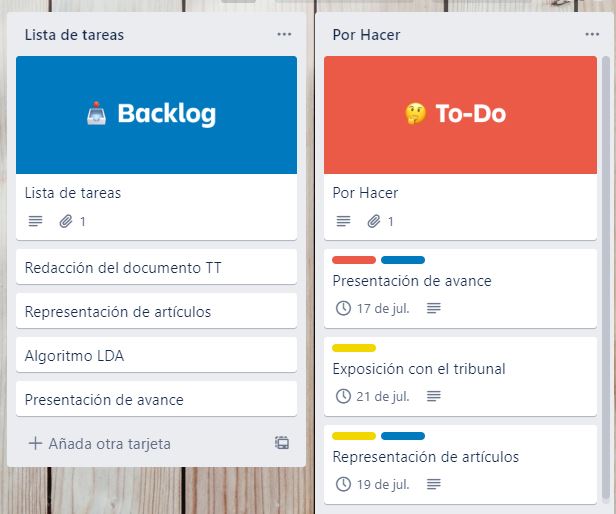 Lista de tareas
Backlog
Lista de tareas
1
Redacción del documento TT
Representación de artículos
Algoritmo LDA
Presentación de avance
Añada otra tarjeta
Por Hacer
To-Do
Por Hacer
1
Presentación de avance
17 de jul.
Exposición con el tribunal
21 de jul.
Representación de artículos
19 de jul.